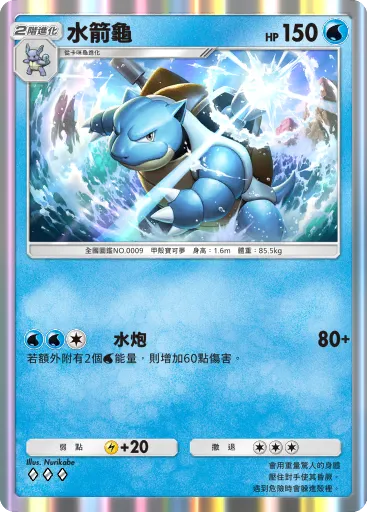 2階進化 水箭龜 HP 150
從卡咪龜進化
全國圖鑑NO.0009 甲殼寶可夢 身高：1.6m 體重：85.5kg
水炮 80+
若額外附有2個能量，則增加60點傷害。
弱點 +20 撤退
Illus. Nurikabe
會用重量驚人的身體
壓住對手使其昏厥。
遇到危險時會躲進殼裡。